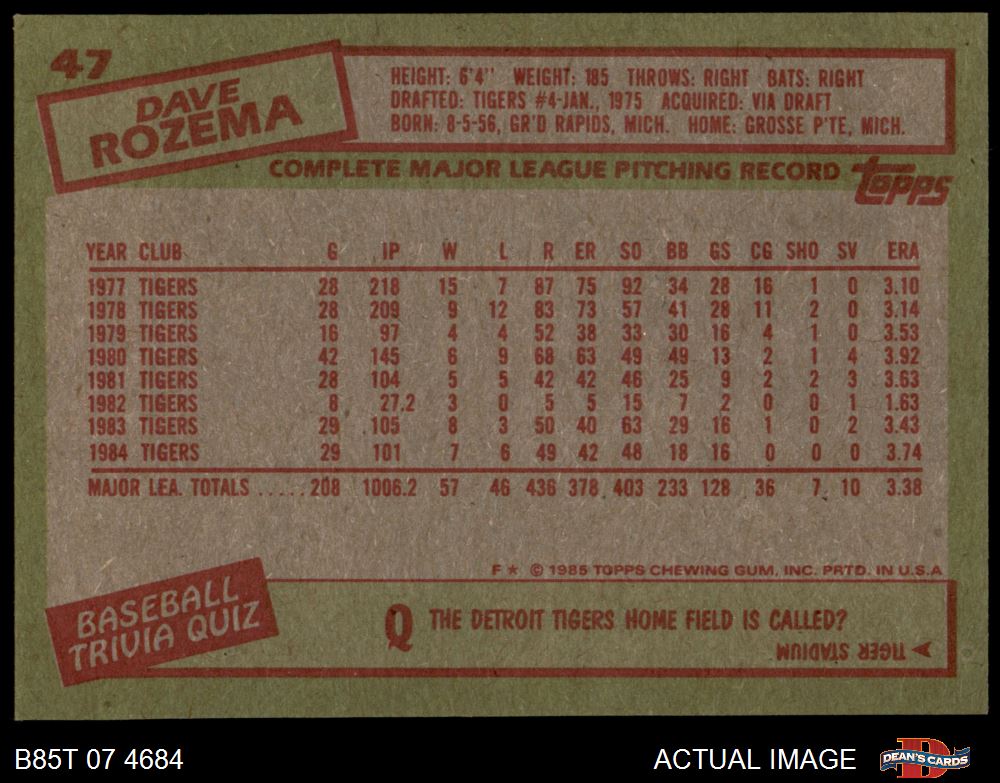 47
DAVE
ROZEMA
HEIGHT: 6'4" WEIGHT: 185 THROWS: RIGHT BATS: RIGHT
DRAFTED: TIGERS #4-JAN., 1975 ACQUIRED: VIA DRAFT
BORN: 8-5-56, GR'D RAPIDS, MICH. HOME: GROSSE P'TE, MICH.
COMPLETE MAJOR LEAGUE PITCHING RECORD
topps
YEAR CLUB G IP W L R ER SO BB GS CG SHO SV ERA
1977 TIGERS 28 218 15 7 87 75 92 34 28 16 1 0 3.10
1978 TIGERS 28 209 9 12 83 73 57 41 28 11 2 0 3.14
1979 TIGERS 16 97 4 4 52 38 33 30 16 4 1 0 3.53
1980 TIGERS 42 145 6 9 68 63 49 49 13 2 1 4 3.92
1981 TIGERS 28 104 5 5 42 42 46 25 9 2 2 3 3.63
1982 TIGERS 8 27.2 3 0 5 5 15 7 2 0 0 1 1.63
1983 TIGERS 29 105 8 3 50 40 63 29 16 1 0 2 3.43
1984 TIGERS 29 101 7 6 49 42 48 18 16 0 0 0 3.74
MAJOR LEA. TOTALS ..... 208 1006.2 57 46 436 378 403 233 128 36 7 10 3.38
F ★ © 1985 TOPPS CHEWING GUM, INC. PRTD. IN U.S.A
BASEBALL
TRIVIA QUIZ
Q THE DETROIT TIGERS HOME FIELD IS CALLED?
TIGER STADIUM
B85T 07 4684
ACTUAL IMAGE
D
DEAN'S CARDS